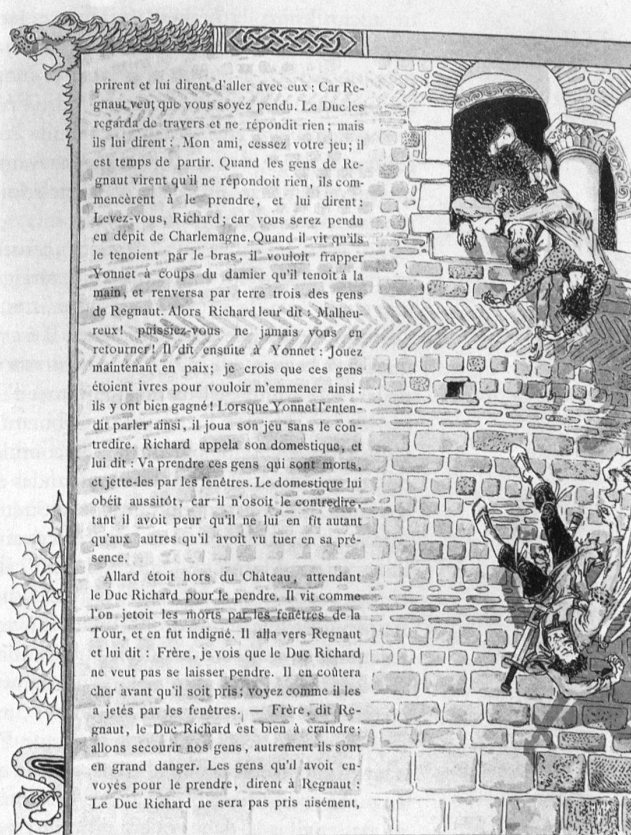 prirent et lui dirent d'aller avec eux : Car Re-
gnaut veut que vous soyez pendu. Le Duc les
regarda de travers et ne répondit rien ; mais
ils lui dirent : Mon ami, cessez votre jeu; il
est temps de partir. Quand les gens de Re-
gnaut virent qu'il ne répondoit rien, ils com-
mencèrent à le prendre, et lui dirent :
Levez-vous, Richard ; car vous serez pendu
en dépit de Charlemagne. Quand il vit qu'ils
le tenoient par le bras, il vouloit frapper
Yonnet à coups du damier qu'il tenoit à la
main, et renversa par terre trois des gens
de Regnaut. Alors Richard leur dit : Malheu-
reux! puissiez-vous ne jamais vous en
retourner! Il dit ensuite à Yonnet : Jouez
maintenant en paix; je crois que ces gens
étoient ivres pour vouloir m'emmener ainsi :
ils y ont bien gagné! Lorsque Yonnet l'enten-
dit parler ainsi, il joua son jeu sans le con-
tredire. Richard appela son domestique, et
lui dit : Va prendre ces gens qui sont morts,
et jette-les par les fenêtres. Le domestique lui
obéit aussitôt, car il n'osoit le contredire,
tant il avoit peur qu'il ne lui en fît autant
qu'aux autres qu'il avoit vu tuer en sa pré-
sence.
Allard étoit hors du Château, attendant
le Duc Richard pour le pendre. Il vit comme
l'on jetoit les morts par les fenêtres de la
Tour, et en fut indigné. Il alla vers Regnaut
et lui dit : Frère, je vois que le Duc Richard
ne veut pas se laisser pendre. Il en coûtera
cher avant qu'il soit pris; voyez comme il les
a jetés par les fenêtres. — Frère, dit Re-
gnaut, le Duc Richard est bien à craindre;
allons secourir nos gens, autrement ils sont
en grand danger. Les gens qu'il avoit en-
voyés pour le prendre, dirent à Regnaut :
Le Duc Richard ne sera pas pris aisément,